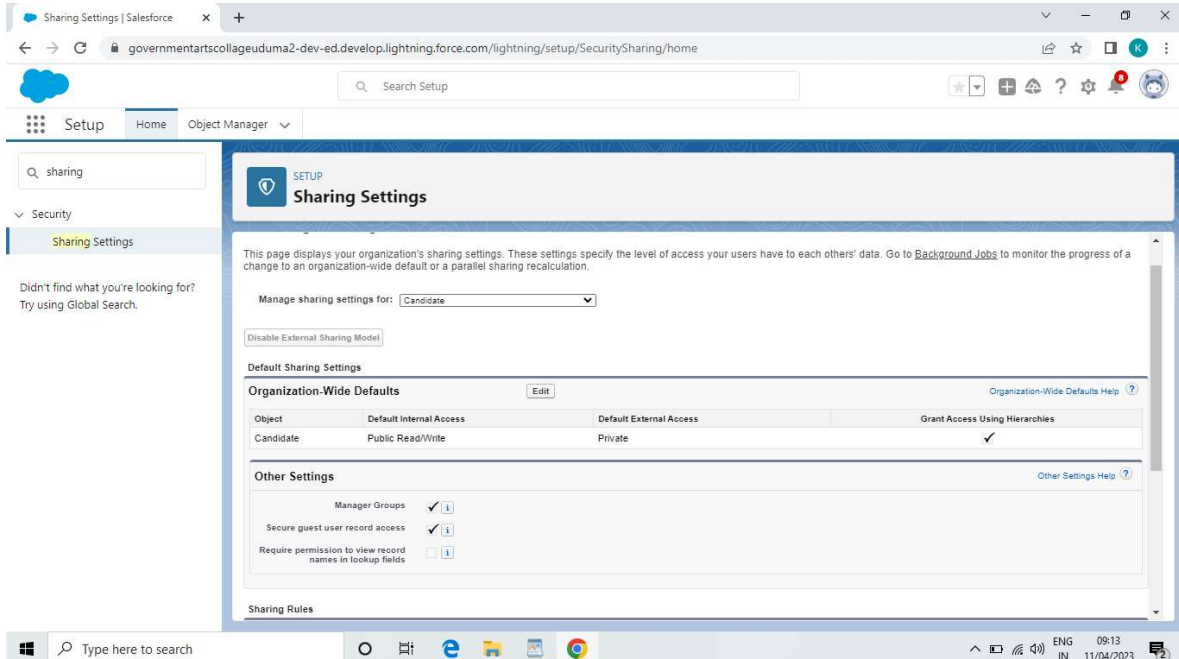 Sharing Settings | Salesforce
governmentartscollageuduma2-dev-ed.develop.lightning.force.com/lightning/setup/SecuritySharing/home
K
Search Setup
8
Setup Home Object Manager
sharing
Security
Sharing Settings
Didn't find what you're looking for?
Try using Global Search.
SETUP
Sharing Settings
This page displays your organization's sharing settings. These settings specify the level of access your users have to each others' data. Go to Background Jobs to monitor the progress of a
change to an organization-wide default or a parallel sharing recalculation.
Manage sharing settings for: Candidate
Disable External Sharing Model
Default Sharing Settings
Organization-Wide Defaults Edit Organization-Wide Defaults Help ?
Object Default Internal Access Default External Access Grant Access Using Hierarchies
Candidate Public Read/Write Private
Other Settings Other Settings Help ?
Manager Groups i
Secure guest user record access i
Require permission to view record
names in lookup fields i
Sharing Rules
Type here to search
ENG
IN
09:13
11/04/2023
2